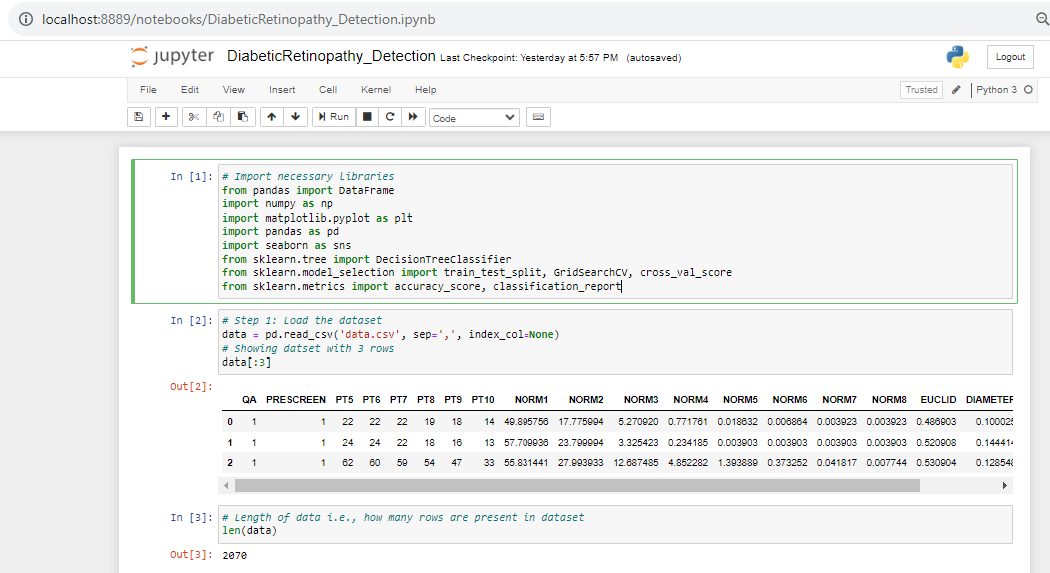 localhost:8889/notebooks/DiabeticRetinopathy_Detection.ipynb
jupyter DiabeticRetinopathy_Detection Last Checkpoint: Yesterday at 5:57 PM (autosaved) Logout
File Edit View Insert Cell Kernel Help Trusted Python 3
Run Code
In [1]: # Import necessary libraries
from pandas import DataFrame
import numpy as np
import matplotlib.pyplot as plt
import pandas as pd
import seaborn as sns
from sklearn.tree import DecisionTreeClassifier
from sklearn.model_selection import train_test_split, GridSearchCV, cross_val_score
from sklearn.metrics import accuracy_score, classification_report
In [2]: # Step 1: Load the dataset
data = pd.read_csv('data.csv', sep=',', index_col=None)
# Showing datset with 3 rows
data[:3]
Out[2]:
QA PRESCREEN PT5 PT6 PT7 PT8 PT9 PT10 NORM1 NORM2 NORM3 NORM4 NORM5 NORM6 NORM7 NORM8 EUCLID DIAMETER
0 1 1 22 22 22 19 18 14 49.895756 17.775994 5.270920 0.771761 0.018632 0.006864 0.003923 0.003923 0.486903 0.10002
1 1 1 24 24 22 18 16 13 57.709936 23.799994 3.325423 0.234185 0.003903 0.003903 0.003903 0.003903 0.520908 0.14441
2 1 1 62 60 59 54 47 33 55.831441 27.993933 12.687485 4.852282 1.393889 0.373252 0.041817 0.007744 0.530904 0.12854
In [3]: # Length of data i.e., how many rows are present in dataset
len(data)
Out[3]: 2070